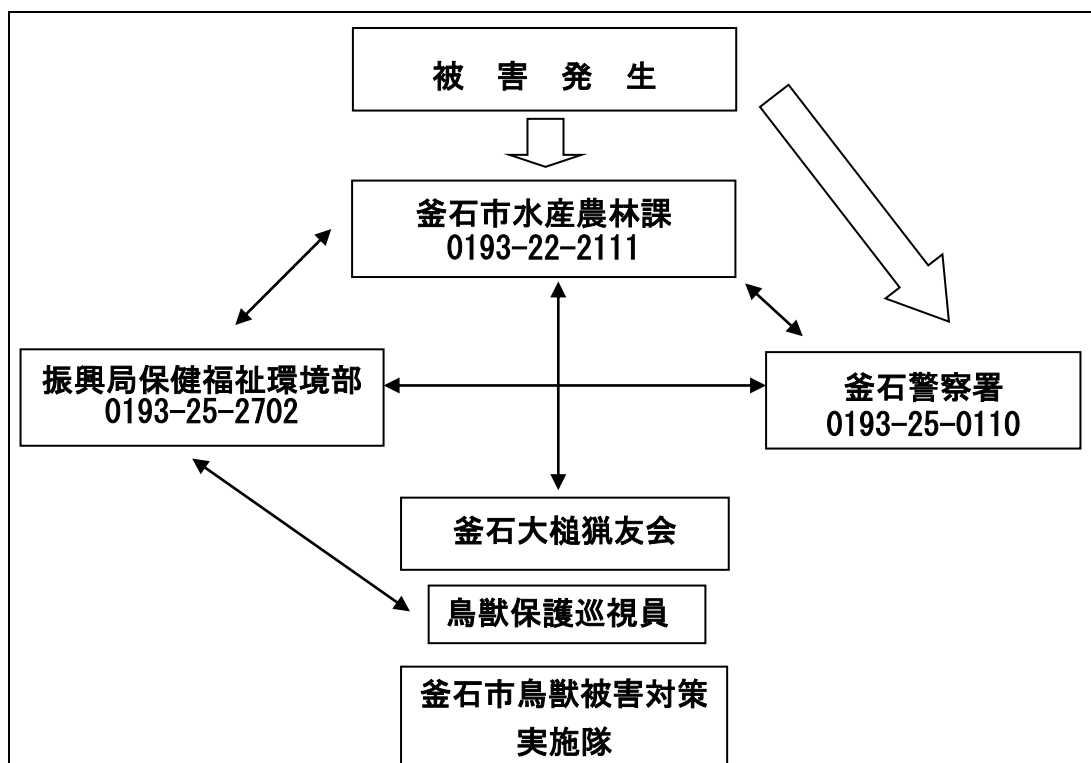 被　害　発　生
釜石市水産農林課
0193-22-2111
振興局保健福祉環境部
0193-25-2702
釜石警察署
0193-25-0110
釜石大槌猟友会
鳥獣保護巡視員
釜石市鳥獣被害対策
実施隊